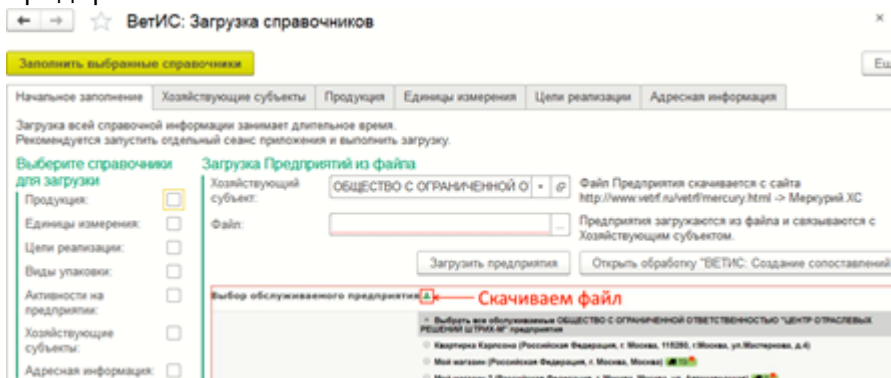 ВетИС: Загрузка справочников
Заполнить выбранные справочники
Ещ
Начальное заполнение Хозяйствующие субъекты Продукция Единицы измерения Цели реализации Адресная информация
Загрузка всей справочной информации занимает длительное время.
Рекомендуется запустить отдельный сеанс приложения и выполнить загрузку.
Выберите справочники
для загрузки
Продукция:
Единицы измерения:
Цели реализации:
Виды упаковки:
Активности на
предприятии:
Хозяйствующие
субъекты:
Адресная информация:
Загрузка Предприятий из файла
Хозяйствующий
субъект:
ОБЩЕСТВО С ОГРАНИЧЕННОЙ О
Файл Предприятия скачивается с сайта
http://www.vetrf.ru/vetrf/mercury.html -> Меркурий.ХС
Файл:
Предприятия загружаются из файла и связываются с
Хозяйствующим субъектом.
Загрузить предприятия
Открыть обработку "ВЕТИС: Создание сопоставлений
Выбор обслуживаемого предприятия
Скачиваем файл
Выбрать все обслуживаемые ОБЩЕСТВО С ОГРАНИЧЕННОЙ ОТВЕТСТВЕННОСТЬЮ "ЦЕНТР ОТРАСЛЕВЫХ
РЕШЕНИЙ ШТРИХ-М" предприятия
Квартирка Карлсона (Российская Федерация, г. Москва, 115280, г.Москва, ул.Мастеркова, д.4)
Мой магазин (Российская Федерация, г. Москва, Москва)